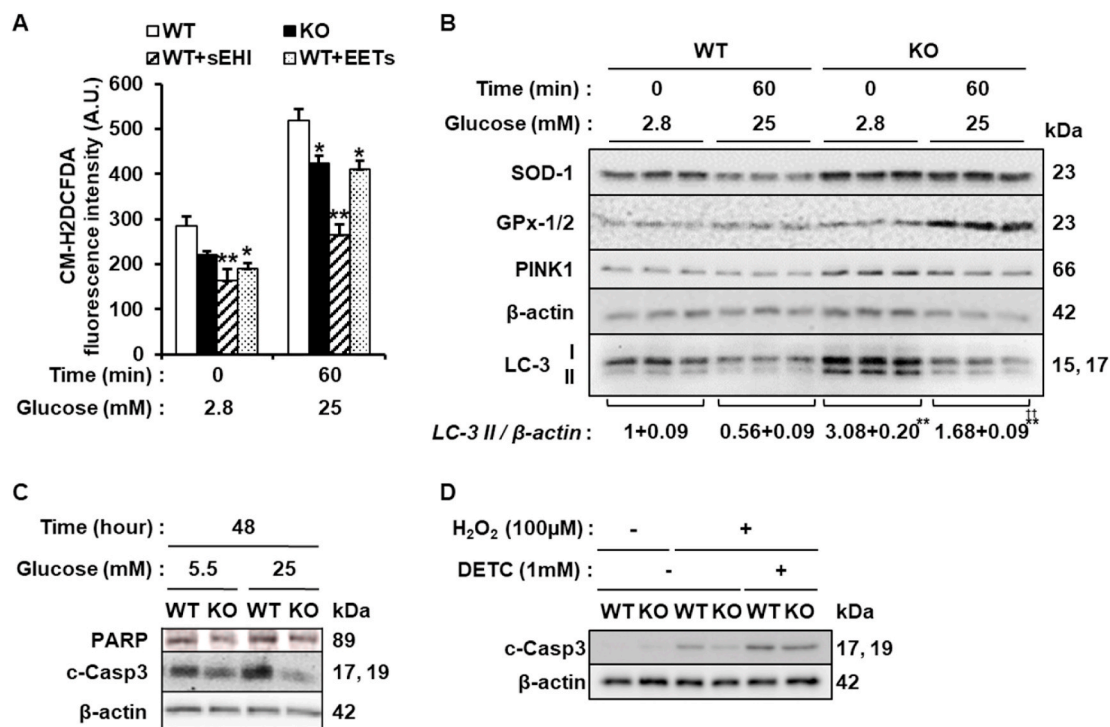 A
WT
KO
WT+sEHI
WT+EETs
CM-H2DCFDA
fluorescence intensity (A.U.)
600
500
400
300
200
100
0
*
*
**
** *
Time (min) : 0 60
Glucose (mM) : 2.8 25
B
WT KO
Time (min) : 0 60 0 60
Glucose (mM) : 2.8 25 2.8 25 kDa
SOD-1 23
GPx-1/2 23
PINK1 66
β-actin 42
LC-3 I II 15, 17
LC-3 II / β-actin : 1+0.09 0.56+0.09 3.08+0.20** 1.68+0.09‡‡**
C
Time (hour) : 48
Glucose (mM) : 5.5 25
WT KO WT KO kDa
PARP 89
c-Casp3 17, 19
β-actin 42
D
H₂O₂ (100µM) : - +
DETC (1mM) : - +
WT KO WT KO WT KO kDa
c-Casp3 17, 19
β-actin 42